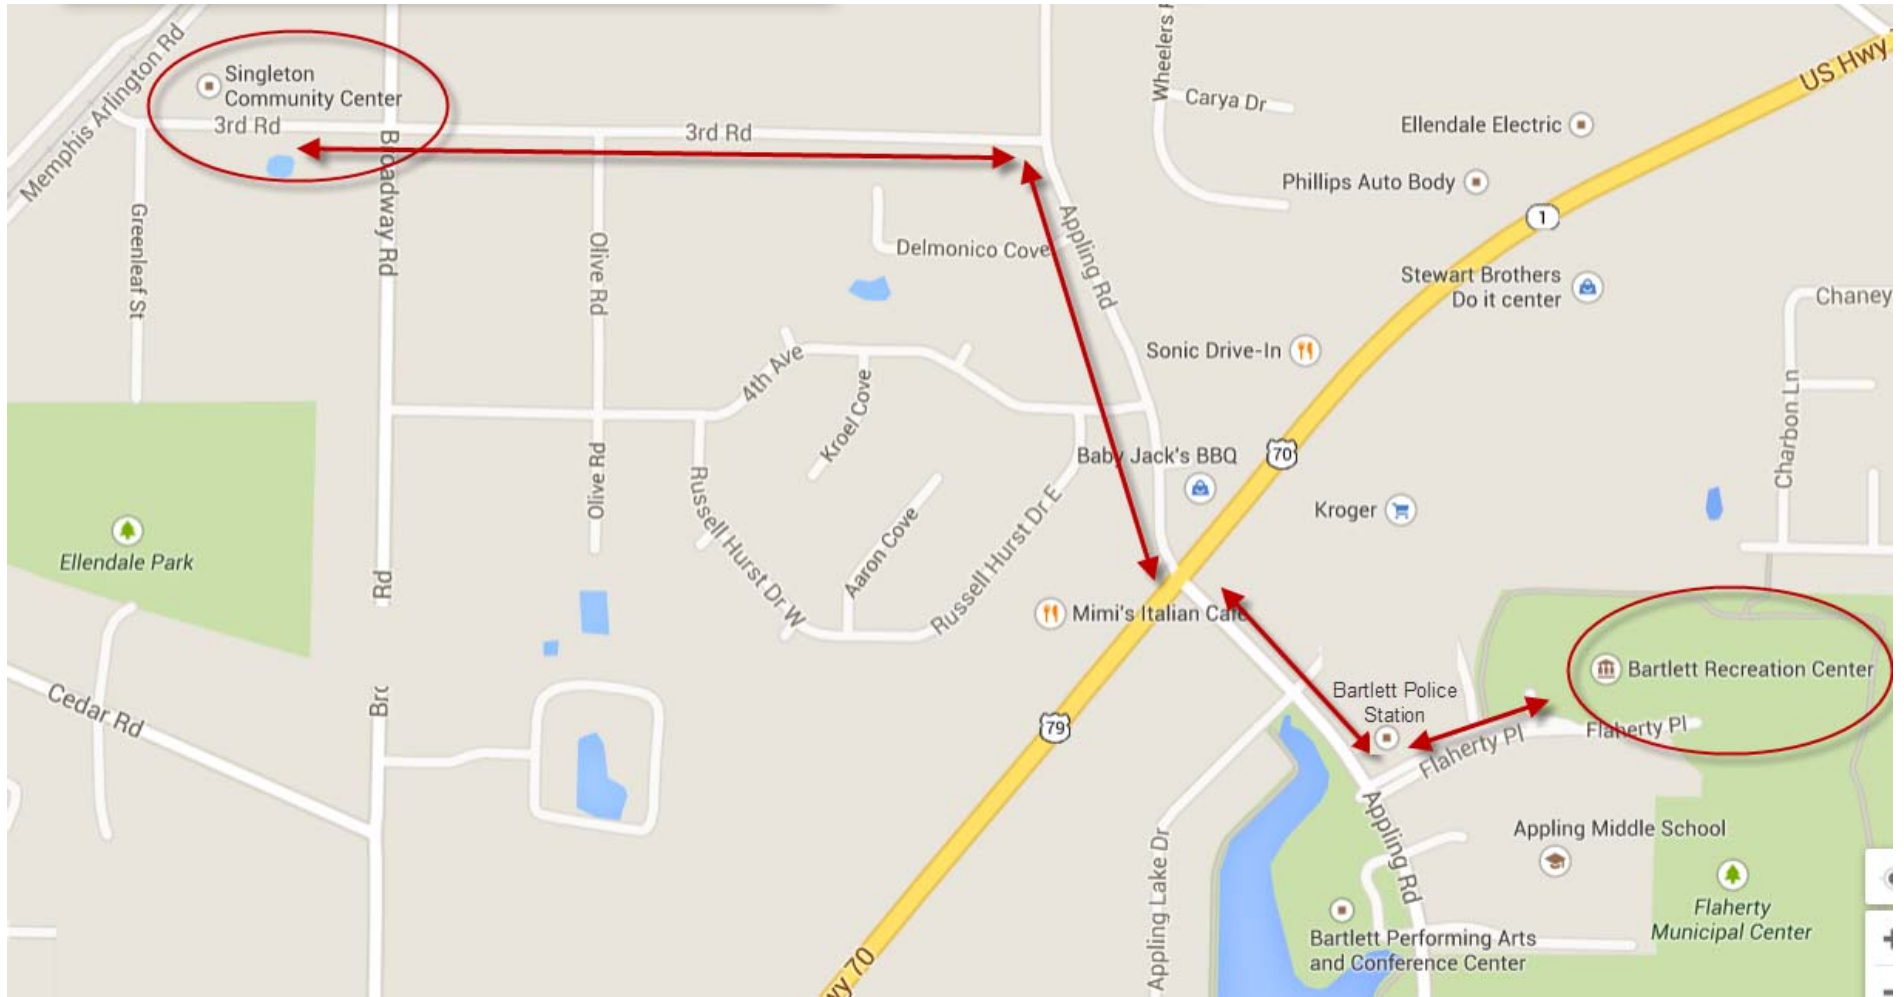 Memphis Arlington Rd
Singleton
Community Center
3rd Rd
3rd Rd
Broadway Rd
Greenleaf St
Olive Rd
Olive Rd
Delmonico Cove
Appling Rd
Wheelers
Carya Dr
Ellendale Electric
Phillips Auto Body
US Hwy
1
Stewart Brothers
Do it center
Chaney
Sonic Drive-In
Charbon Ln
4th Ave
Kroel Cove
Aaron Cove
Russell Hurst Dr W
Russell Hurst Dr E
Baby Jack's BBQ
70
Kroger
Ellendale Park
Rd
Mimi's Italian Cafe
Bartlett Recreation Center
Bartlett Police
Station
Flaherty Pl
Flaherty Pl
Cedar Rd
Bro
79
Appling Rd
Appling Middle School
Appling Lake Dr
Flaherty
Municipal Center
Bartlett Performing Arts
and Conference Center
wy 70